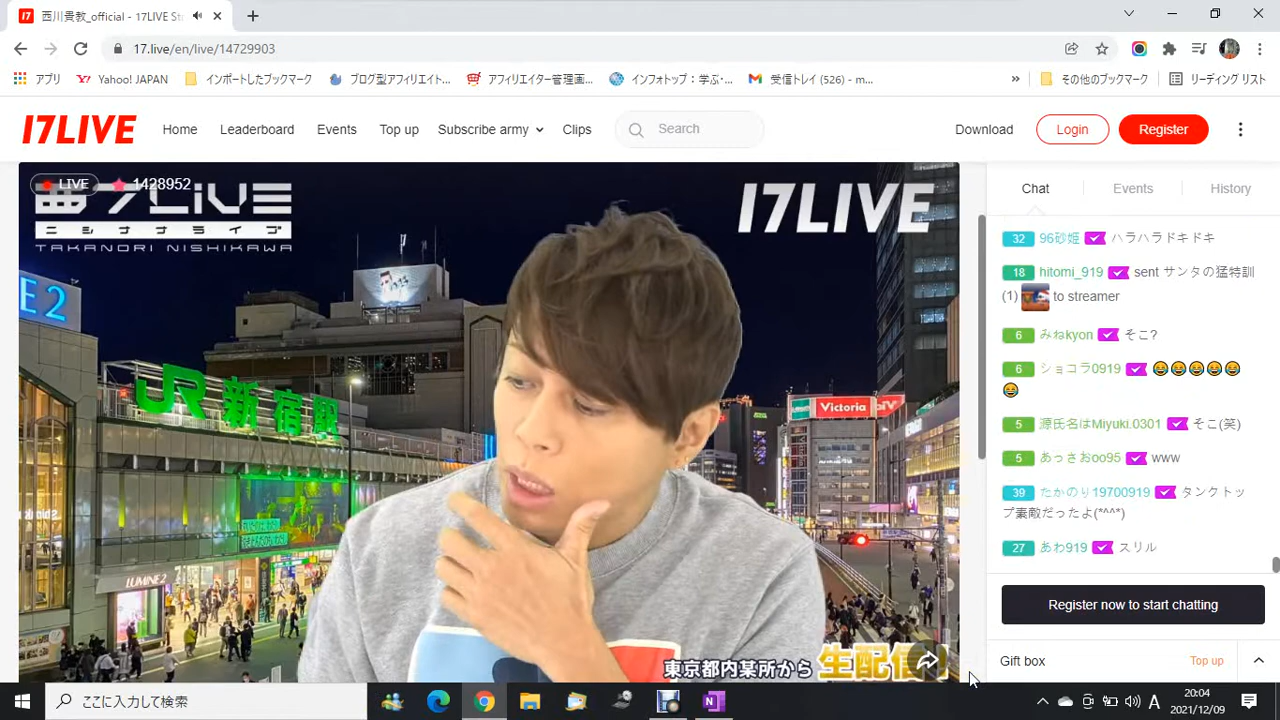 西川貴教_official - 17LIVE Str
17.live/en/live/14729903
アプリ
Yahoo! JAPAN
インポートしたブックマーク
ブログ型アフィリエイト...
アフィリエイター管理画...
インフォトップ：学ぶ･...
受信トレイ (526) - m...
»
その他のブックマーク
リーディング リスト
17LIVE
Home
Leaderboard
Events
Top up
Subscribe army
Clips
Search
Download
Login
Register
LIVE
1428952
西7LIVE
ニシナナライブ
TAKANORI NISHIKAWA
17LIVE
NE 2
JR新宿駅
Victoria
LUMINE2
東京都内某所から 生配信
Chat
Events
History
32 96砂姫 ハラハラドキドキ
18 hitomi_919 sent サンタの猛特訓
(1) to streamer
6 みねkyon そこ?
6 ショコラ0919 😂😂😂😂😂
😂
5 源氏名はMiyuki.0301 そこ(笑)
5 あっさおoo95 www
39 たかのり19700919 タンクトッ
プ素敵だったよ(*^^*)
27 あわ919 スリル
Register now to start chatting
Gift box
Top up
ここに入力して検索
A
20:04
2021/12/09